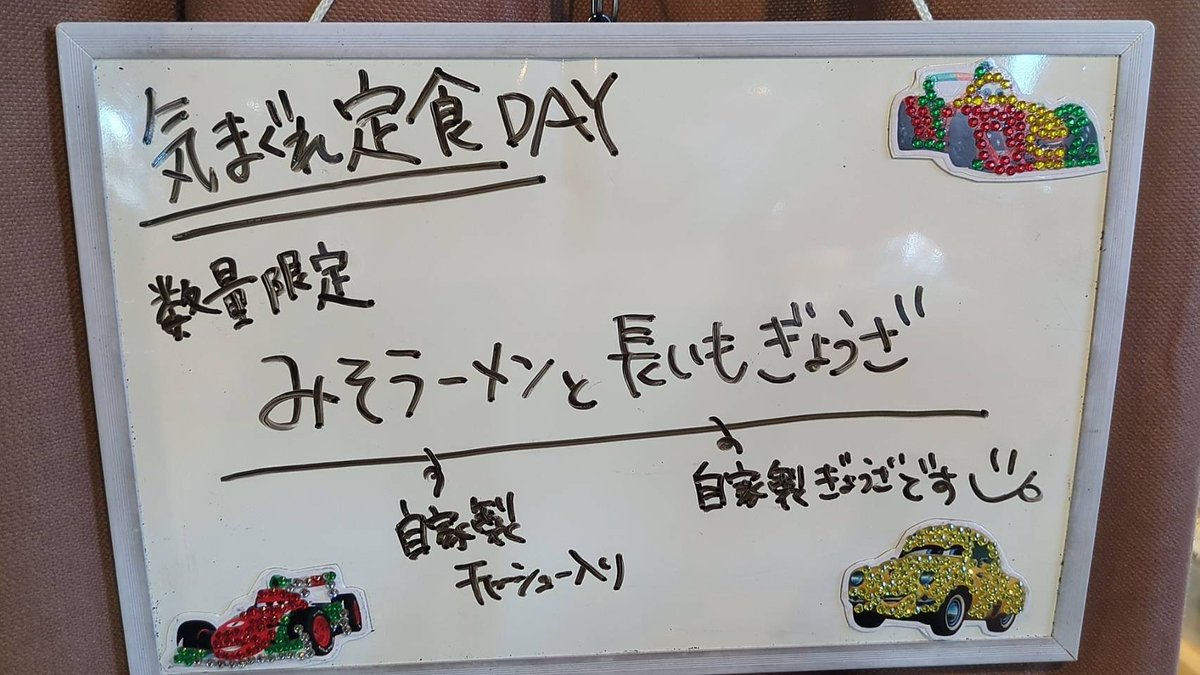 気まぐれ定食DAY
数量限定
みそラーメンと長いもぎょうざ
自家製ぎょうざです
自家製
チャーシュー入り